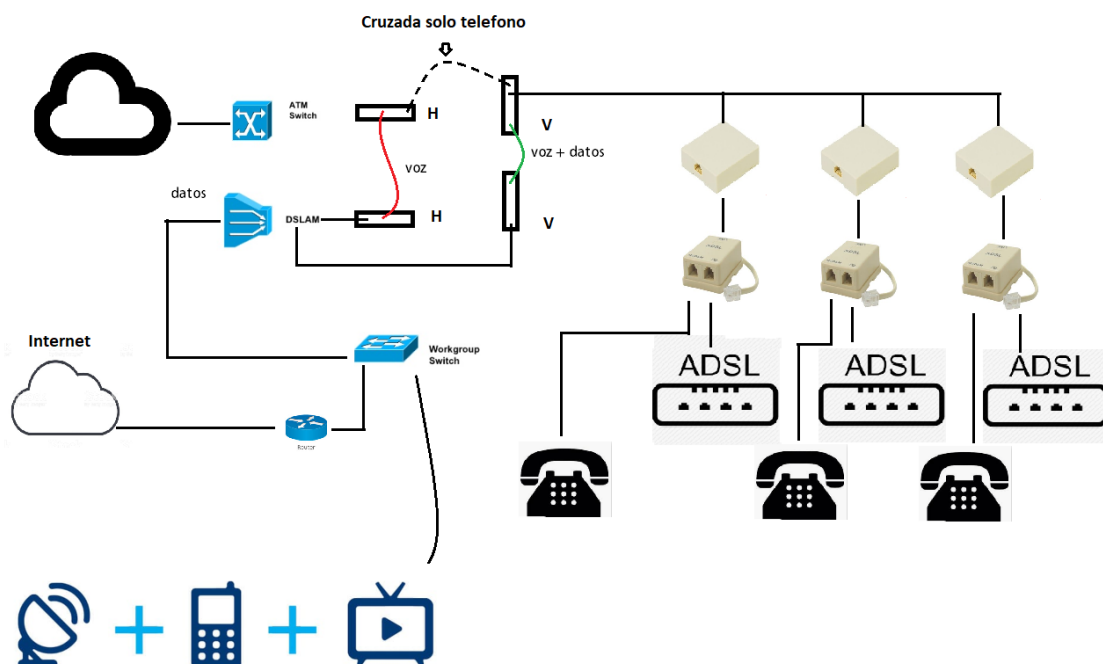 Cruzada solo telefono
ATM
Switch
H
V
voz
voz + datos
datos
DSLAM
H
V
Internet
Workgroup
Switch
Router
ADSL
ADSL
ADSL